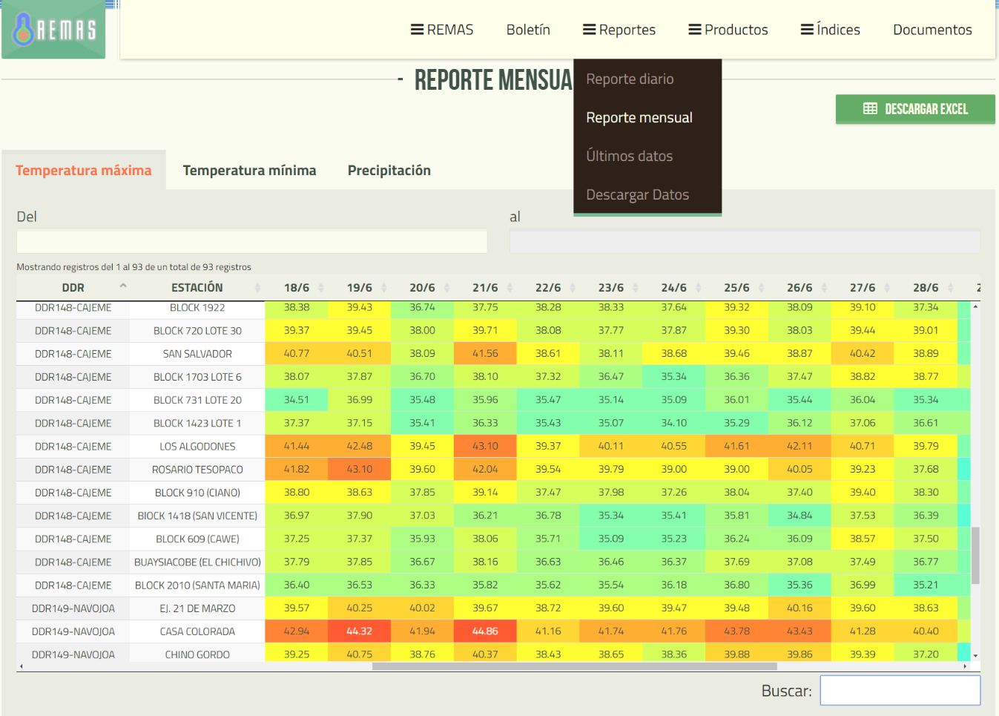 REMAS
REMAS Boletín Reportes Productos Índices Documentos
- REPORTE MENSUA
Reporte diario
Reporte mensual
Últimos datos
Descargar Datos
DESCARGAR EXCEL
Temperatura máxima Temperatura mínima Precipitación
Del al
Mostrando registros del 1 al 93 de un total de 93 registros
DDR ESTACIÓN 18/6 19/6 20/6 21/6 22/6 23/6 24/6 25/6 26/6 27/6 28/6 2
DDR148-CAJEME BLOCK 1922 38.38 39.43 36.74 37.75 38.28 38.33 37.64 39.32 38.09 39.10 37.34
DDR148-CAJEME BLOCK 720 LOTE 30 39.37 39.45 38.00 39.71 38.08 37.77 37.87 39.30 38.03 39.44 39.01
DDR148-CAJEME SAN SALVADOR 40.77 40.51 38.09 41.56 38.61 38.11 38.68 39.46 38.87 40.42 38.89
DDR148-CAJEME BLOCK 1703 LOTE 6 38.07 37.87 36.70 38.10 37.32 36.47 35.34 36.36 37.47 38.82 38.77
DDR148-CAJEME BLOCK 731 LOTE 20 34.51 36.99 35.48 35.96 35.47 35.14 35.09 36.01 35.44 36.04 35.34
DDR148-CAJEME BLOCK 1423 LOTE 1 37.37 37.15 35.41 36.33 35.43 35.07 34.10 35.29 36.12 37.06 36.61
DDR148-CAJEME LOS ALGODONES 41.44 42.48 39.45 43.10 39.37 40.11 40.55 41.61 42.11 40.71 39.79
DDR148-CAJEME ROSARIO TESOPACO 41.82 43.10 39.60 42.04 39.54 39.79 39.00 39.00 40.05 39.23 37.68
DDR148-CAJEME BLOCK 910 (CIANO) 38.80 38.63 37.85 39.14 37.47 37.98 37.26 38.04 37.40 39.40 38.30
DDR148-CAJEME BlOCK 1418 (SAN VICENTE) 36.97 37.90 37.03 36.21 36.78 35.34 35.41 35.81 34.84 37.53 36.39
DDR148-CAJEME BLOCK 609 (CAWE) 37.25 37.37 35.93 38.06 35.71 35.09 35.23 36.24 36.09 38.57 37.50
DDR148-CAJEME BUAYSIACOBE (EL CHICHIVO) 37.79 37.85 36.67 38.16 36.63 36.46 36.37 37.69 37.08 37.49 36.77
DDR148-CAJEME BLOCK 2010 (SANTA MARIA) 36.40 36.53 36.33 35.82 35.62 35.54 36.18 36.80 35.36 36.99 35.21
DDR149-NAVOJOA EJ. 21 DE MARZO 39.57 40.25 40.02 39.67 38.72 39.60 39.47 39.48 40.16 39.60 38.63
DDR149-NAVOJOA CASA COLORADA 42.94 44.32 41.94 44.86 41.16 41.74 41.76 43.78 43.43 41.28 40.40
DDR149-NAVOJOA CHINO GORDO 39.25 40.75 38.76 40.37 38.43 38.65 38.36 39.88 39.86 39.39 37.20
Buscar: